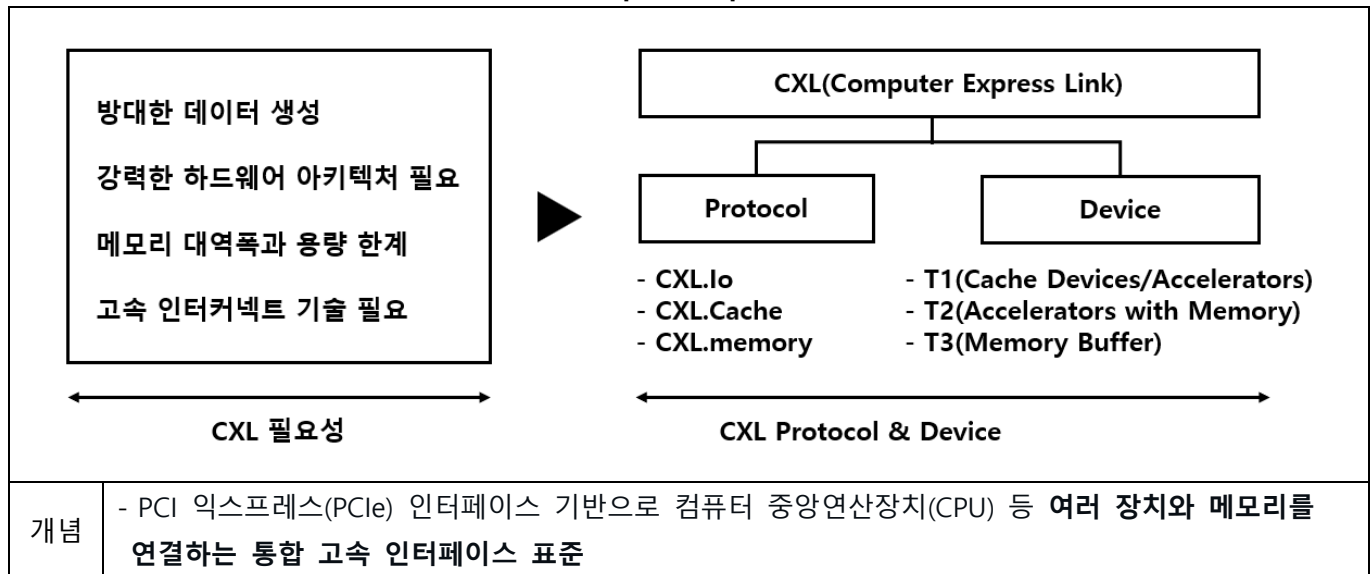 방대한 데이터 생성
강력한 하드웨어 아키텍처 필요
메모리 대역폭과 용량 한계
고속 인터커넥트 기술 필요
CXL 필요성
CXL(Computer Express Link)
Protocol
Device
- CXL.Io
- CXL.Cache
- CXL.memory
- T1(Cache Devices/Accelerators)
- T2(Accelerators with Memory)
- T3(Memory Buffer)
CXL Protocol & Device
개념
- PCI 익스프레스(PCIe) 인터페이스 기반으로 컴퓨터 중앙연산장치(CPU) 등 여러 장치와 메모리를
연결하는 통합 고속 인터페이스 표준